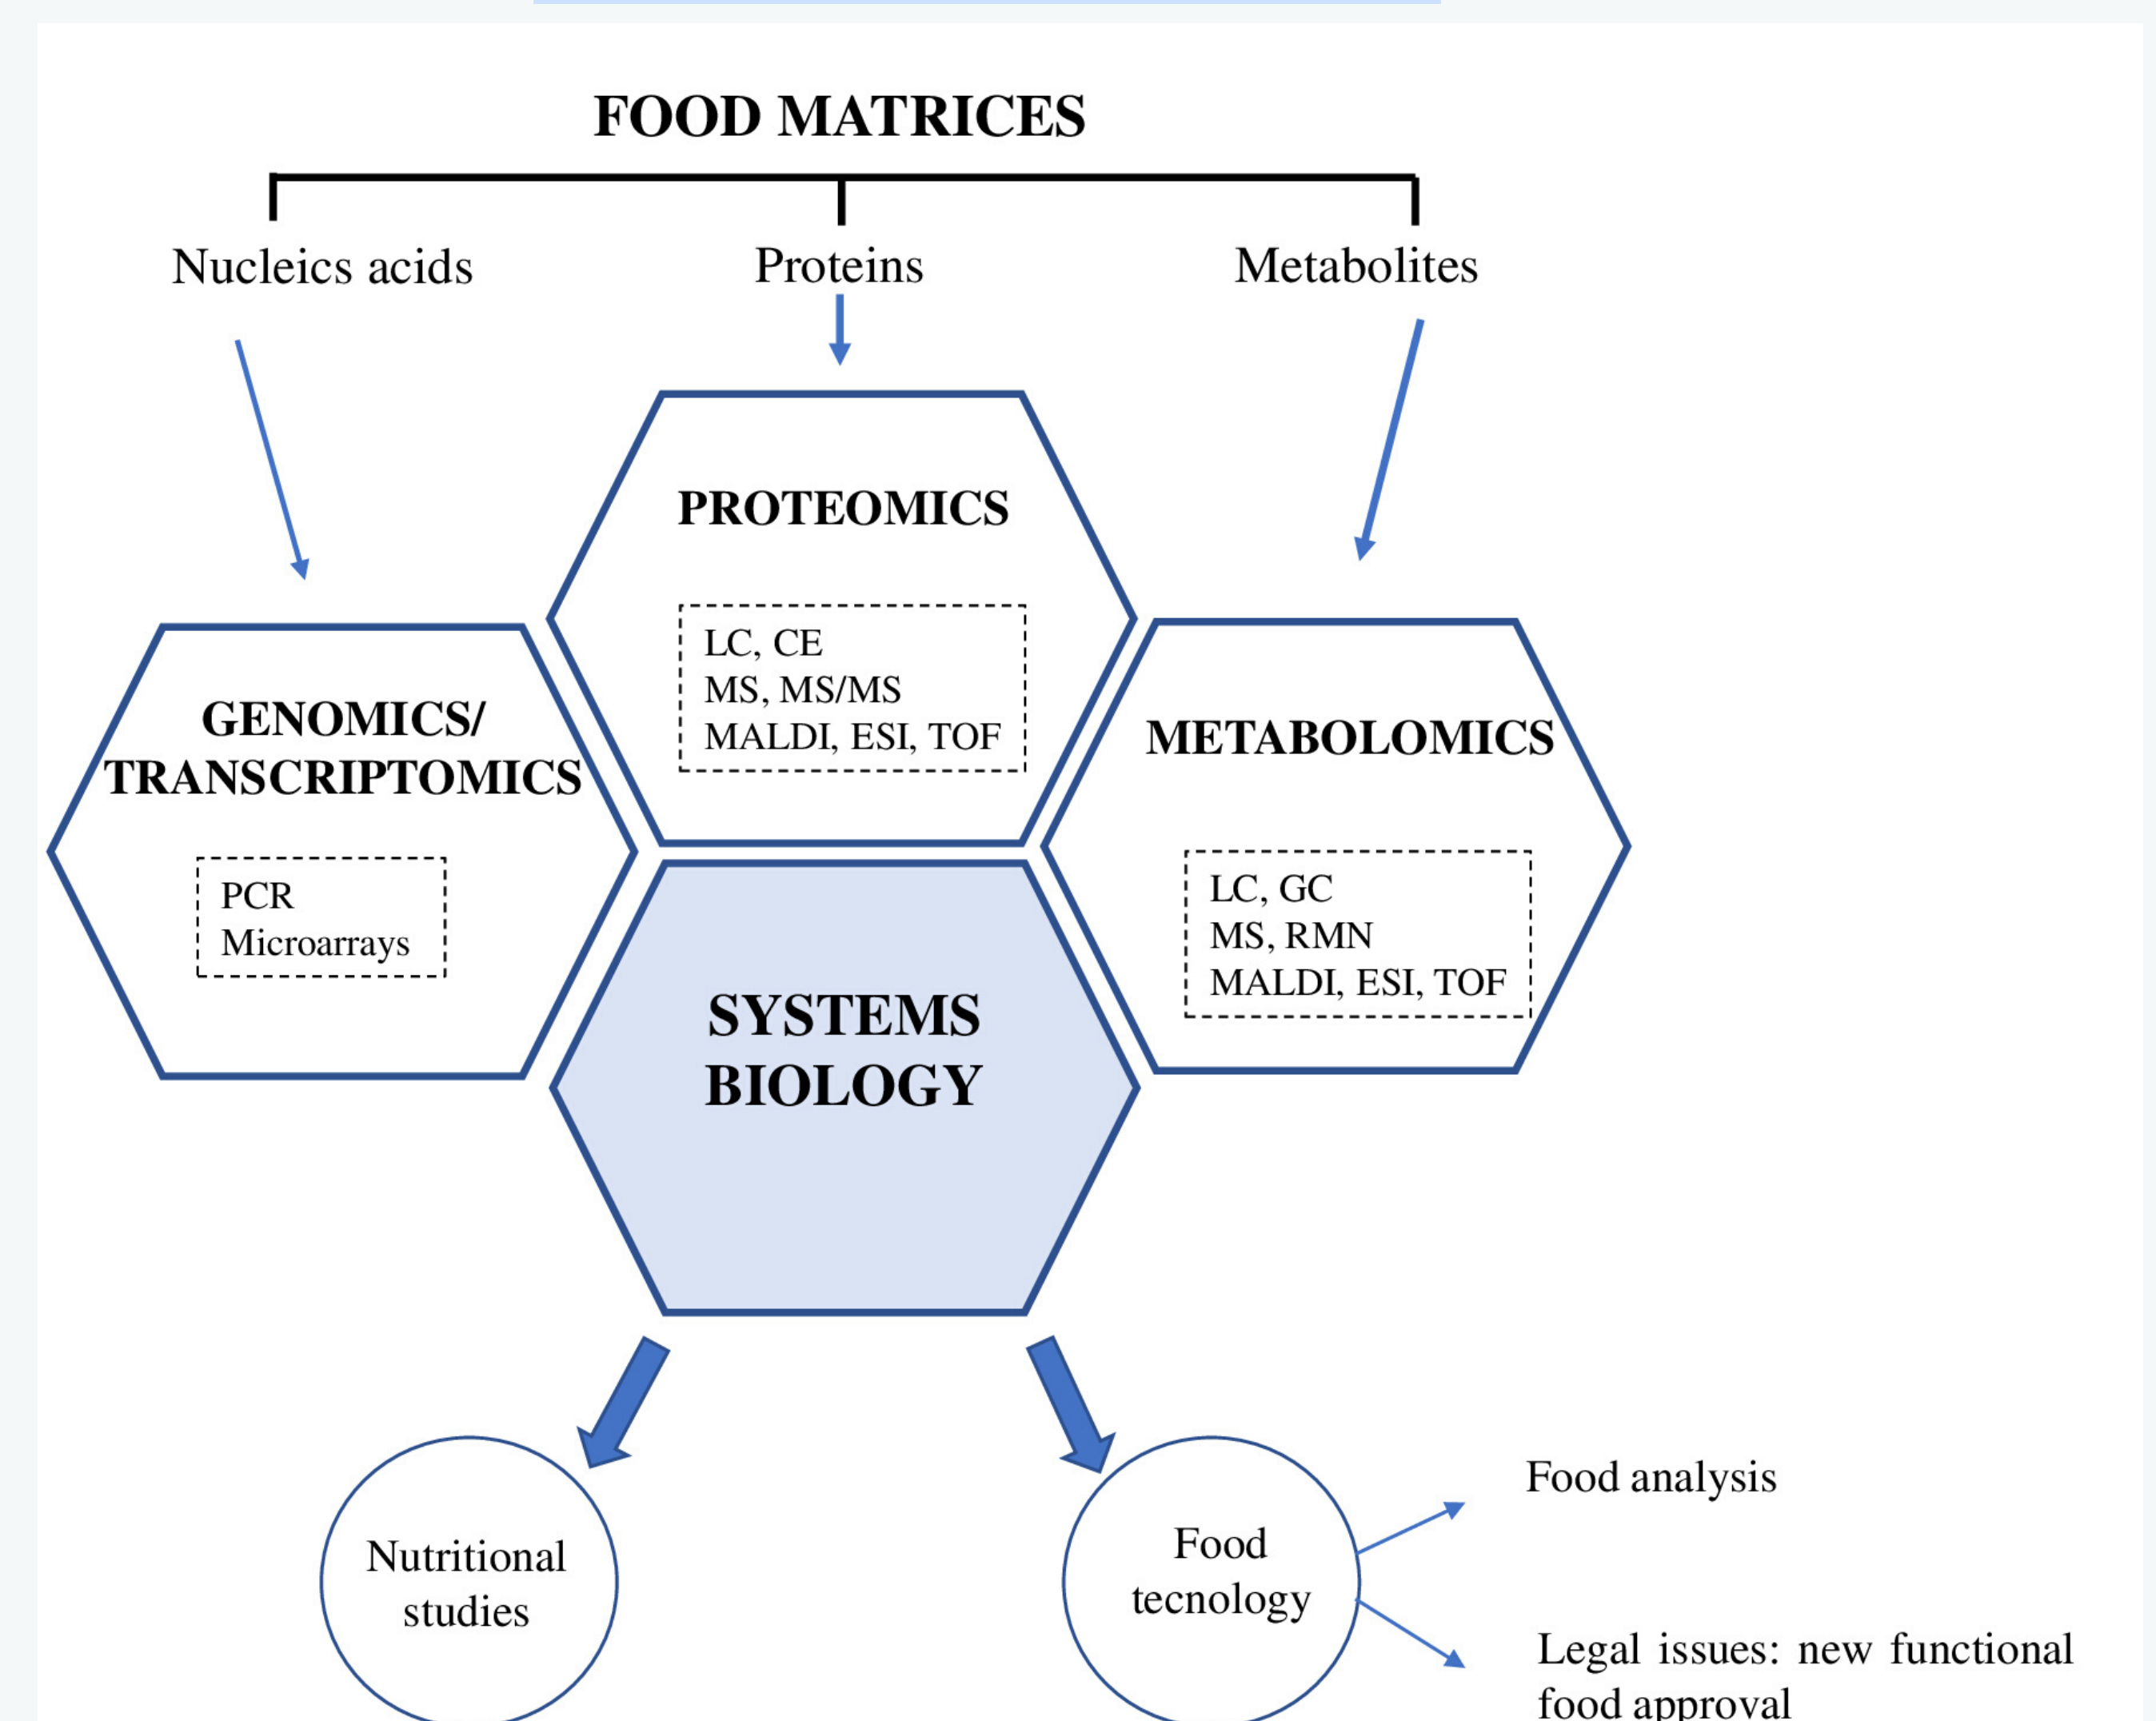 FOOD MATRICES
Nucleics acids
Proteins
Metabolites
PROTEOMICS
LC, CE
MS, MS/MS
MALDI, ESI, TOF
GENOMICS/
TRANSCRIPTOMICS
PCR
Microarrays
METABOLOMICS
LC, GC
MS, RMN
MALDI, ESI, TOF
SYSTEMS
BIOLOGY
Nutritional
studies
Food
tecnology
Food analysis
Legal issues: new functional
food approval